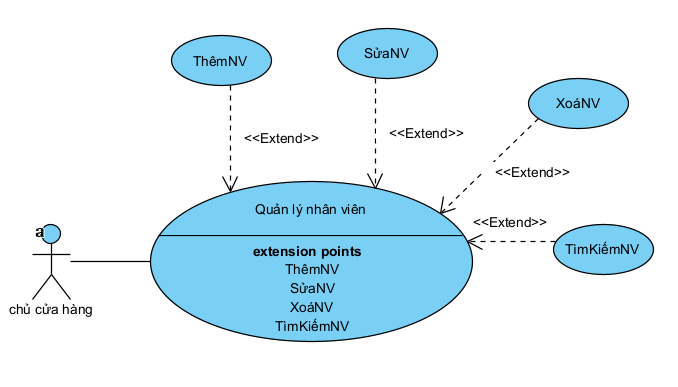 ThêmNV
SửaNV
XoáNV
<<Extend>>
<<Extend>>
<<Extend>>
<<Extend>>
TìmKiếmNV
Quản lý nhân viên
extension points
ThêmNV
SửaNV
XoáNV
TìmKiếmNV
a
chủ cửa hàng